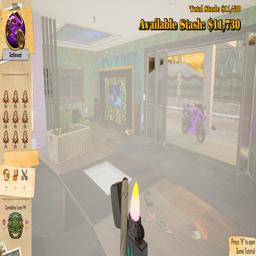 Total Stash: $11,730
Available Stash: $11,730
Achieved
Press "H" to open
Game Tutorial